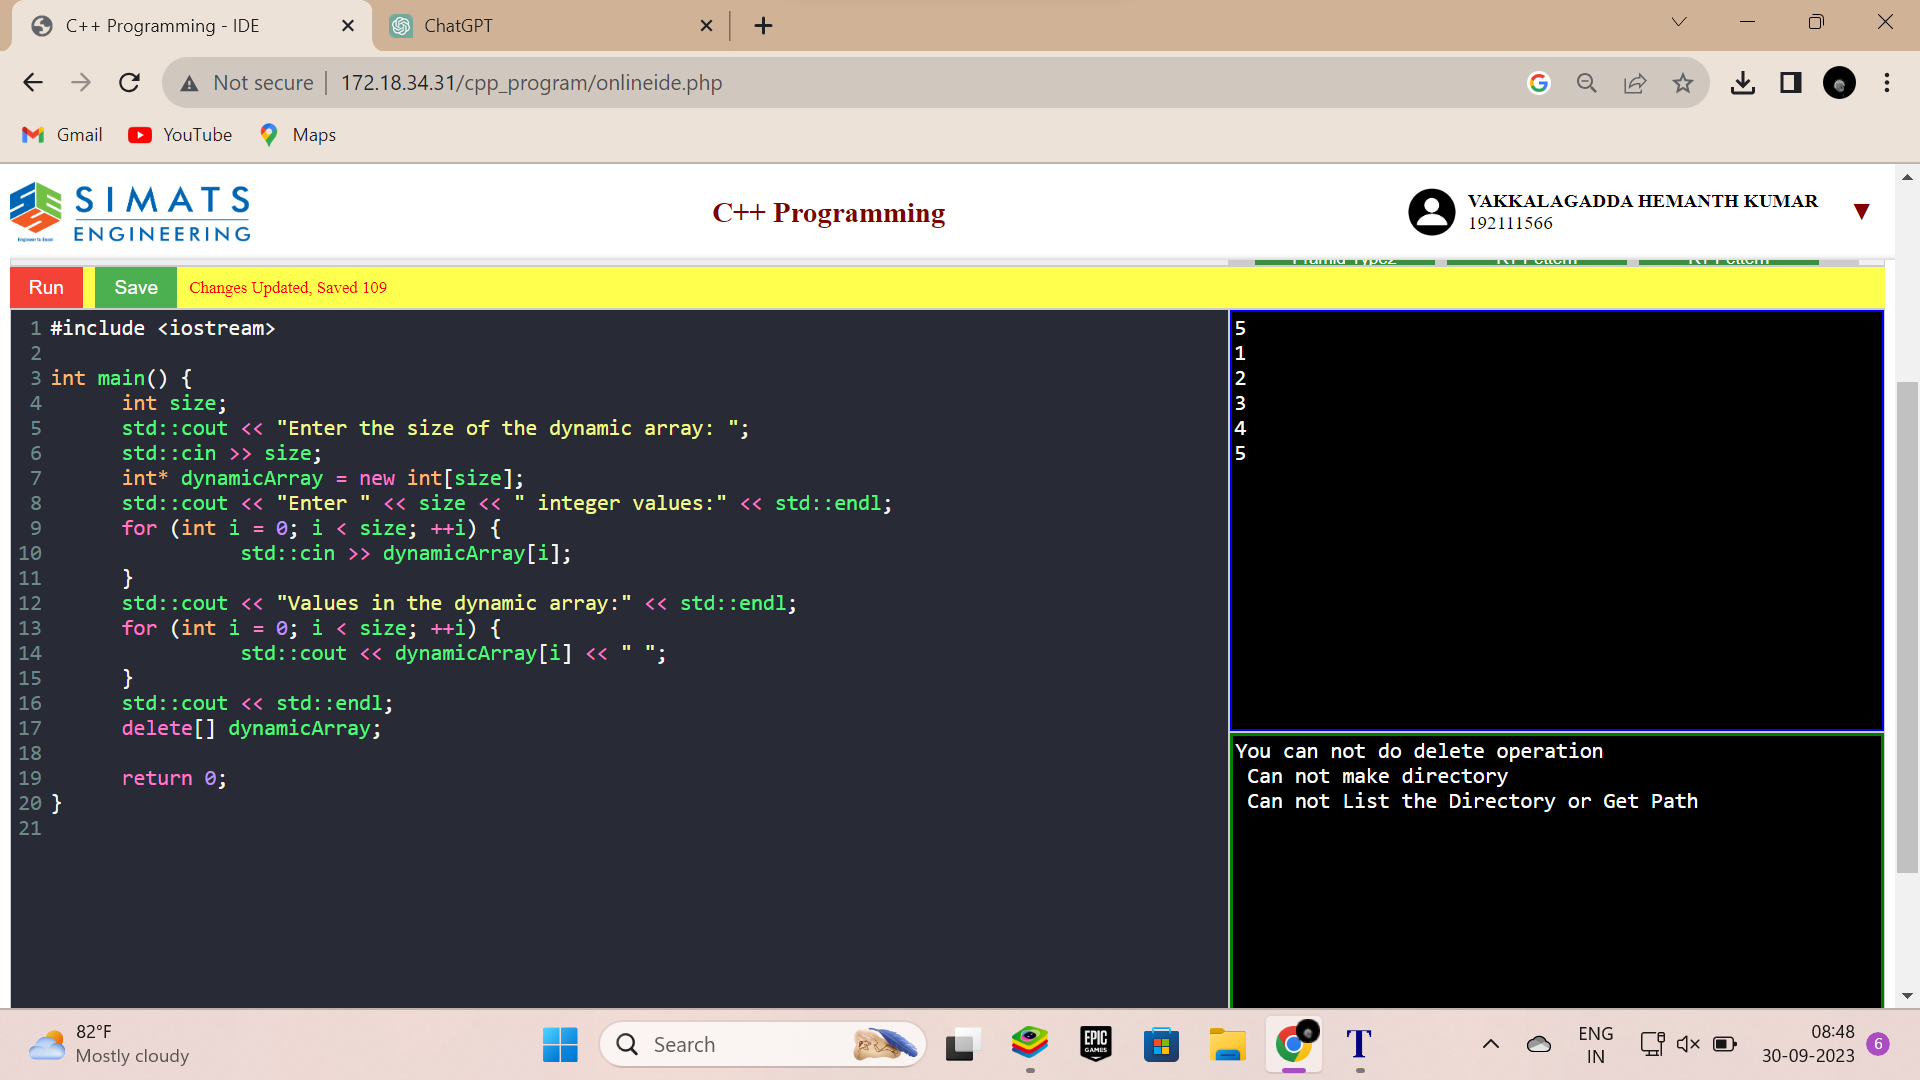 C++ Programming - IDE
ChatGPT
Not secure
172.18.34.31/cpp_program/onlineide.php
Gmail
YouTube
Maps
SIMATS
ENGINEERING
Engineer to Excel
C++ Programming
VAKKALAGADDA HEMANTH KUMAR
192111566
Run
Save
Changes Updated, Saved 109
1 #include <iostream>
2
3 int main() {
4 int size;
5 std::cout << "Enter the size of the dynamic array: ";
6 std::cin >> size;
7 int* dynamicArray = new int[size];
8 std::cout << "Enter " << size << " integer values:" << std::endl;
9 for (int i = 0; i < size; ++i) {
10 std::cin >> dynamicArray[i];
11 }
12 std::cout << "Values in the dynamic array:" << std::endl;
13 for (int i = 0; i < size; ++i) {
14 std::cout << dynamicArray[i] << " ";
15 }
16 std::cout << std::endl;
17 delete[] dynamicArray;
18
19 return 0;
20 }
21
5
1
2
3
4
5
You can not do delete operation
Can not make directory
Can not List the Directory or Get Path
82°F
Mostly cloudy
Search
EPIC
GAMES
T
ENG
IN
08:48
30-09-2023
6